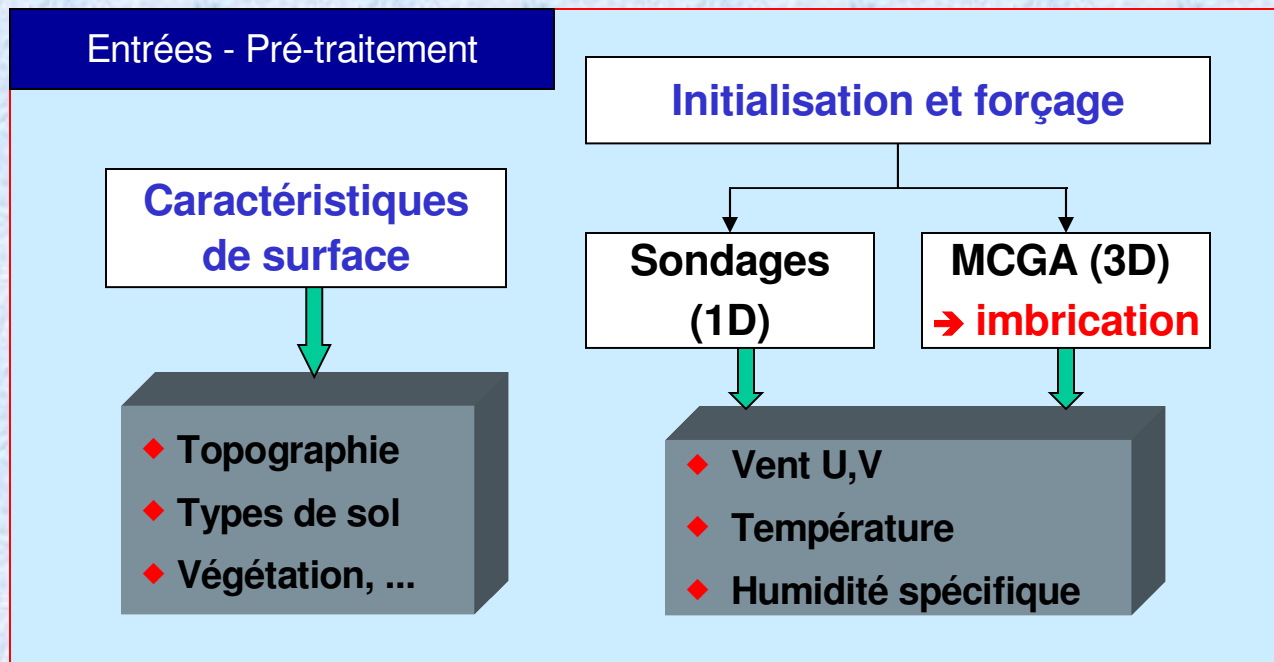 Entrées - Pré-traitement
Initialisation et forçage
Caractéristiques
de surface
Sondages
(1D)
MCGA (3D)
➔ imbrication
◆ Topographie
◆ Types de sol
◆ Végétation, ...
◆ Vent U,V
◆ Température
◆ Humidité spécifique